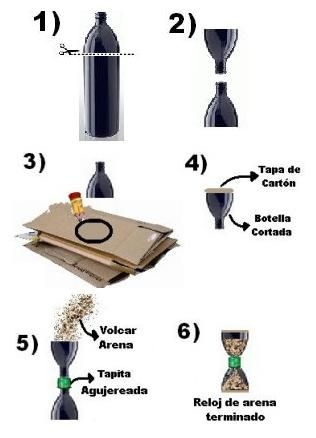 1)
2)
3)
4)
Tapa de
Cartón
Botella
Cortada
5)
Volcar
Arena
Tapita
Agujereada
6)
Reloj de arena
terminado